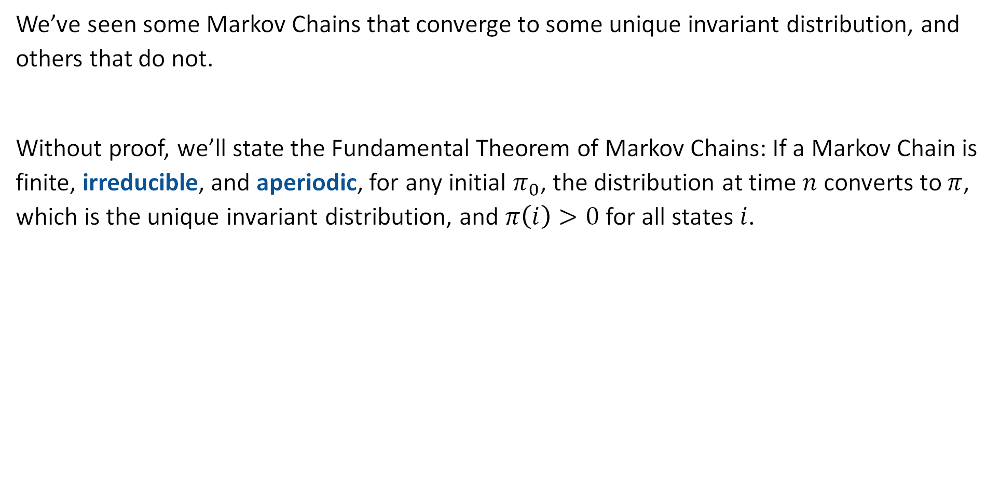 We’ve seen some Markov Chains that converge to some unique invariant distribution, and
others that do not.
Without proof, we’ll state the Fundamental Theorem of Markov Chains: If a Markov Chain is
finite, irreducible, and aperiodic, for any initial 𝜋₀, the distribution at time 𝑛 converts to 𝜋,
which is the unique invariant distribution, and 𝜋(𝑖) > 0 for all states 𝑖.